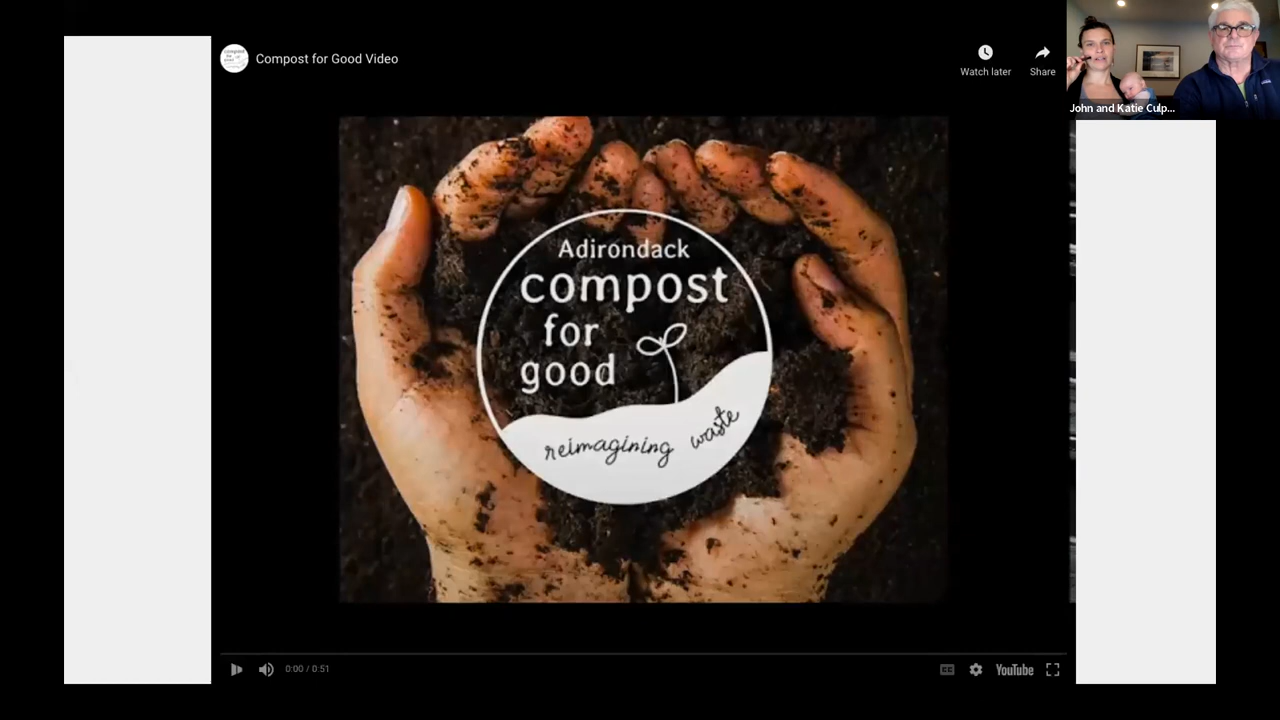 Compost for Good Video
Watch later
Share
John and Katie Culp...
Adirondack
compost
for
good
reimagining waste
0:00 / 0:51
CC
YouTube